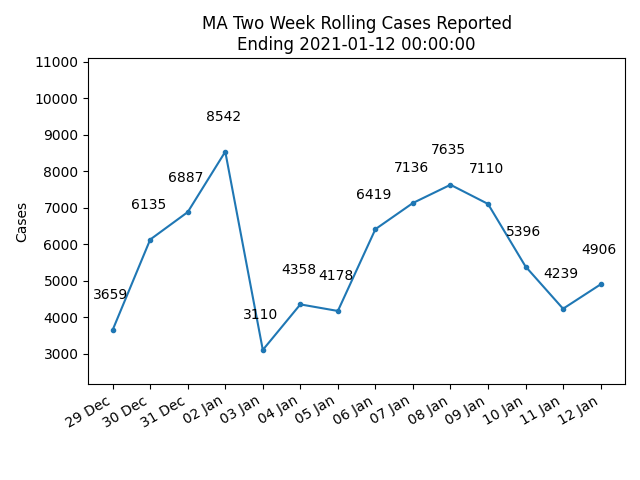 MA Two Week Rolling Cases Reported
Ending 2021-01-12 00:00:00
Cases
11000
10000
9000
8000
7000
6000
5000
4000
3000
3659
6135
6887
8542
3110
4358
4178
6419
7136
7635
7110
5396
4239
4906
29 Dec
30 Dec
31 Dec
02 Jan
03 Jan
04 Jan
05 Jan
06 Jan
07 Jan
08 Jan
09 Jan
10 Jan
11 Jan
12 Jan